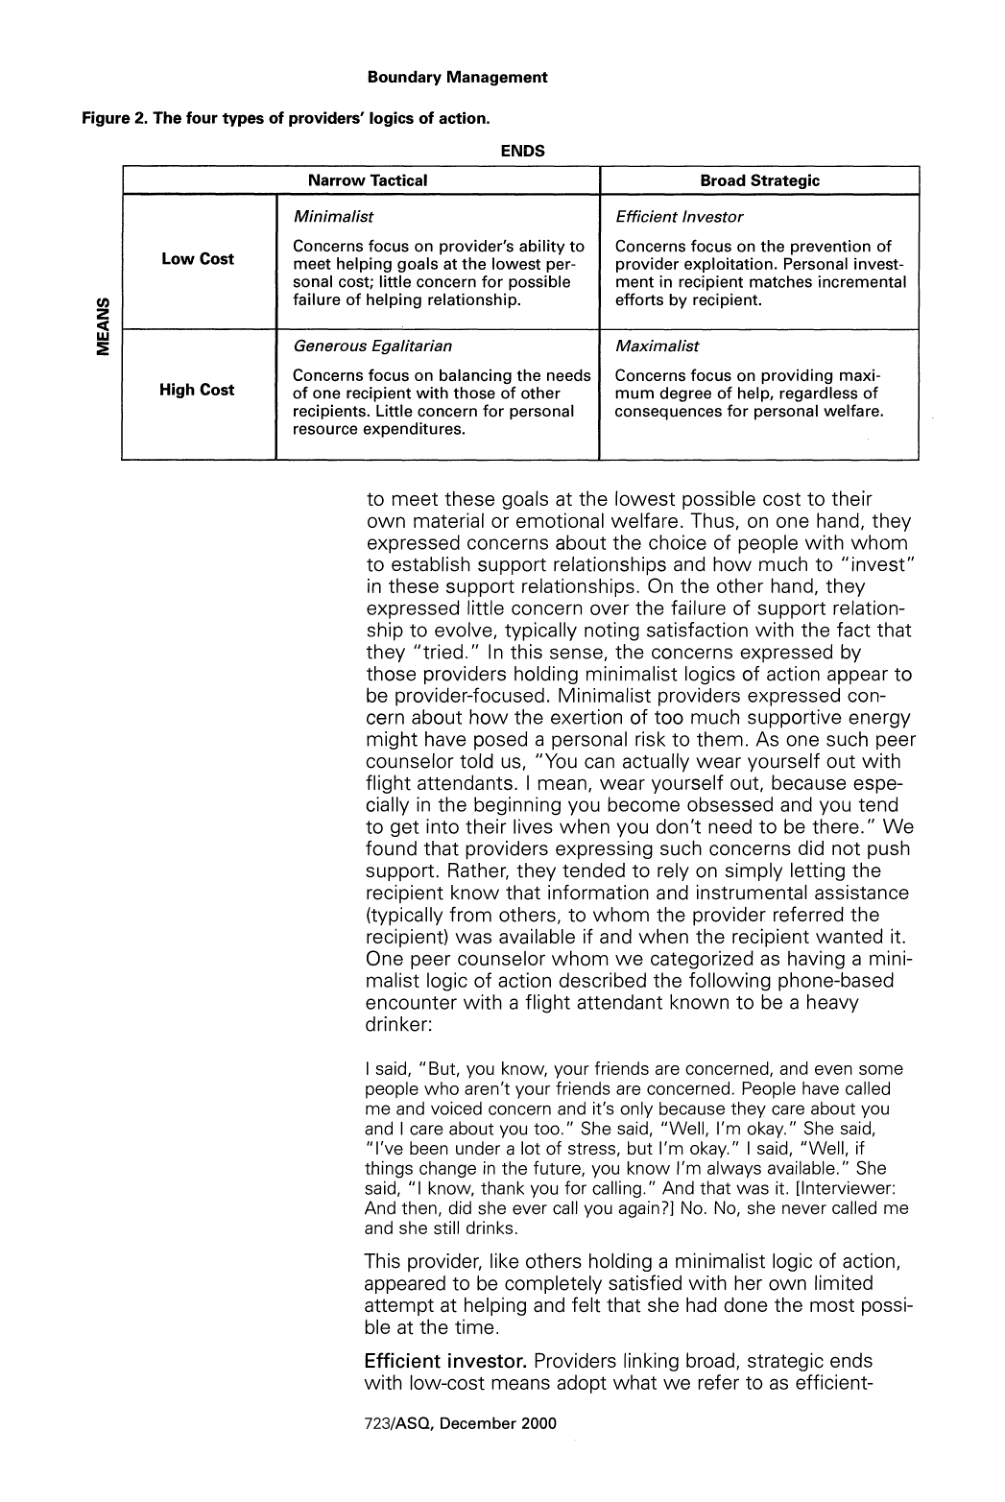 Boundary Management
Figure 2. The four types of providers' logics of action.
ENDS
Narrow Tactical
Broad Strategic
MEANS
Low Cost
Minimalist
Concerns focus on provider's ability to
meet helping goals at the lowest per-
sonal cost; little concern for possible
failure of helping relationship.
Efficient Investor
Concerns focus on the prevention of
provider exploitation. Personal invest-
ment in recipient matches incremental
efforts by recipient.
High Cost
Generous Egalitarian
Concerns focus on balancing the needs
of one recipient with those of other
recipients. Little concern for personal
resource expenditures.
Maximalist
Concerns focus on providing maxi-
mum degree of help, regardless of
consequences for personal welfare.
to meet these goals at the lowest possible cost to their
own material or emotional welfare. Thus, on one hand, they
expressed concerns about the choice of people with whom
to establish support relationships and how much to "invest"
in these support relationships. On the other hand, they
expressed little concern over the failure of support relation-
ship to evolve, typically noting satisfaction with the fact that
they "tried." In this sense, the concerns expressed by
those providers holding minimalist logics of action appear to
be provider-focused. Minimalist providers expressed con-
cern about how the exertion of too much supportive energy
might have posed a personal risk to them. As one such peer
counselor told us, "You can actually wear yourself out with
flight attendants. I mean, wear yourself out, because espe-
cially in the beginning you become obsessed and you tend
to get into their lives when you don't need to be there." We
found that providers expressing such concerns did not push
support. Rather, they tended to rely on simply letting the
recipient know that information and instrumental assistance
(typically from others, to whom the provider referred the
recipient) was available if and when the recipient wanted it.
One peer counselor whom we categorized as having a mini-
malist logic of action described the following phone-based
encounter with a flight attendant known to be a heavy
drinker:
I said, "But, you know, your friends are concerned, and even some
people who aren't your friends are concerned. People have called
me and voiced concern and it's only because they care about you
and I care about you too." She said, "Well, I'm okay." She said,
"I've been under a lot of stress, but I'm okay." I said, "Well, if
things change in the future, you know I'm always available." She
said, "I know, thank you for calling." And that was it. [Interviewer:
And then, did she ever call you again?] No. No, she never called me
and she still drinks.
This provider, like others holding a minimalist logic of action,
appeared to be completely satisfied with her own limited
attempt at helping and felt that she had done the most possi-
ble at the time.
Efficient investor. Providers linking broad, strategic ends
with low-cost means adopt what we refer to as efficient-
723/ASQ, December 2000